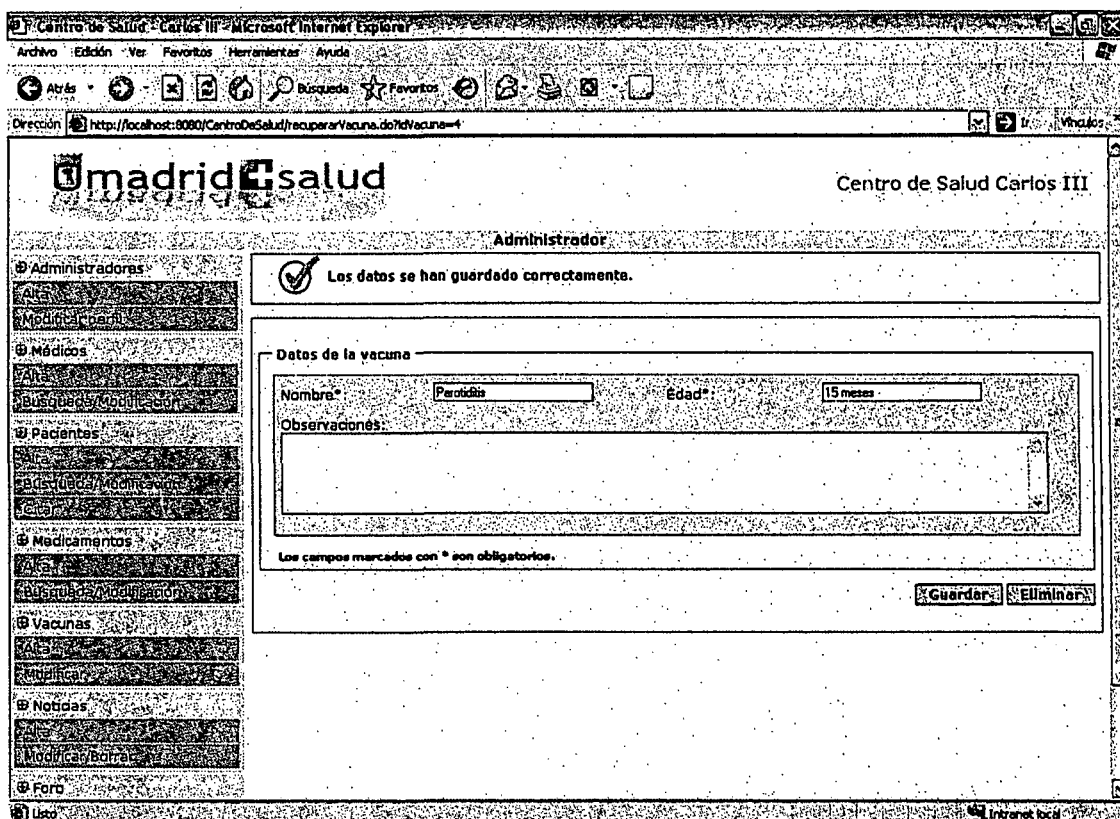 Centro de Salud - Carlos III - Microsoft Internet Explorer
Archivo Edición Ver Favoritos Herramientas Ayuda
Atrás Búsqueda Favoritos
Dirección http://localhost:8080/CentroDeSalud/recuperarVacuna.do?idVacuna=4 Ir Vínculos
madrid+salud
Centro de Salud Carlos III
Administrador
Administradores
Alta
Modificar perfil
Médicos
Alta
Búsqueda/Modificación
Pacientes
Alta
Búsqueda/Modificación
Citar
Medicamentos
Alta
Búsqueda/Modificación
Vacunas
Alta
Modificar
Noticias
Alta
Modificar/Borrar
Foro
Los datos se han guardado correctamente.
Datos de la vacuna
Nombre*: Parotiditis Edad*: 15 meses
Observaciones:
Los campos marcados con * son obligatorios.
Guardar Eliminar
Listo Intranet local